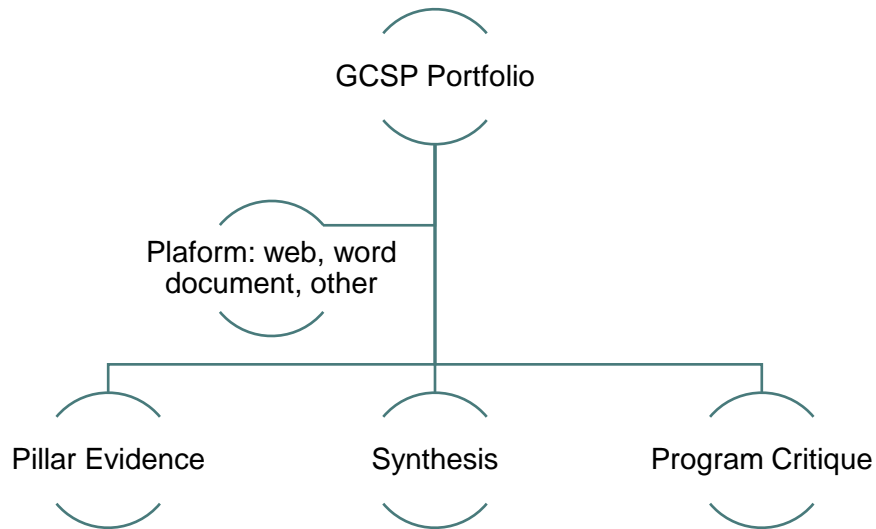 GCSP Portfolio
Plaform: web, word
document, other
Pillar Evidence
Synthesis
Program Critique